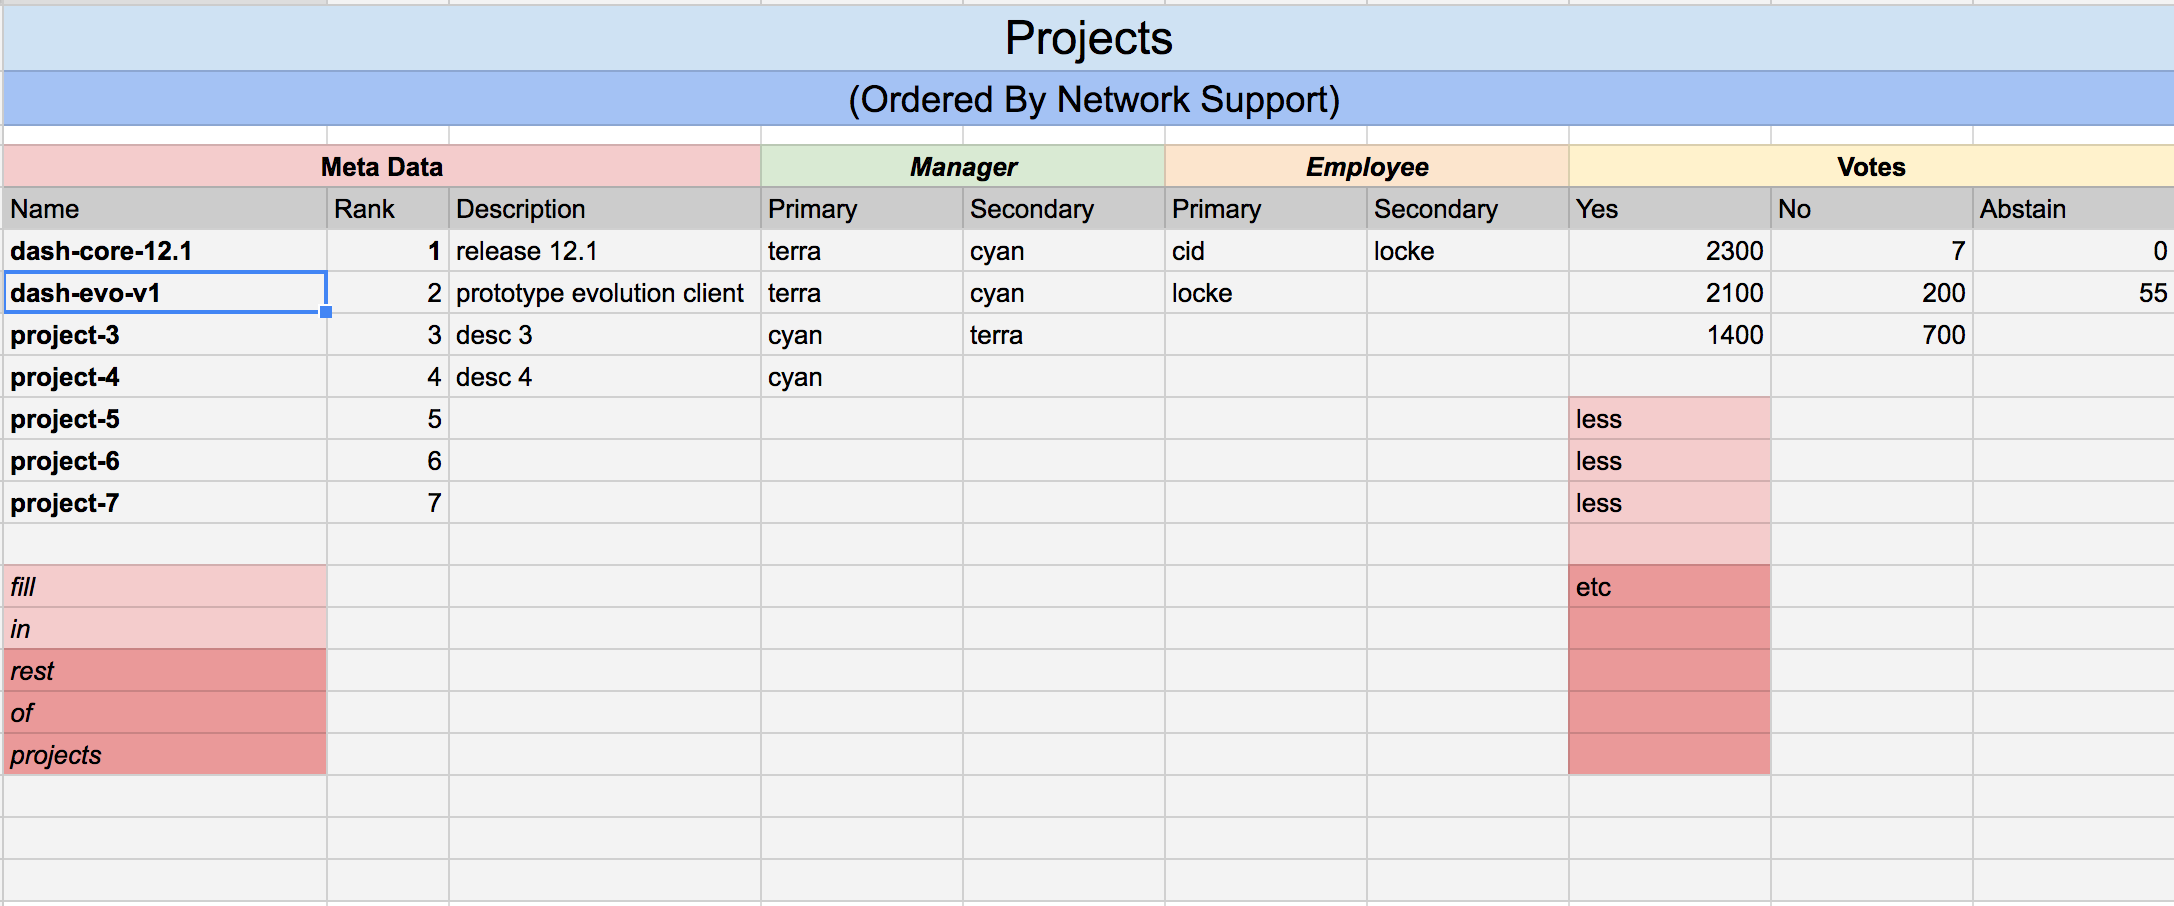 Projects
(Ordered By Network Support)
Meta Data Manager Employee Votes
Name Rank Description Primary Secondary Primary Secondary Yes No Abstain
dash-core-12.1 1 release 12.1 terra cyan cid locke 2300 7 0
dash-evo-v1 2 prototype evolution client terra cyan locke 2100 200 55
project-3 3 desc 3 cyan terra 1400 700
project-4 4 desc 4 cyan
project-5 5 less
project-6 6 less
project-7 7 less
fill etc
in
rest
of
projects